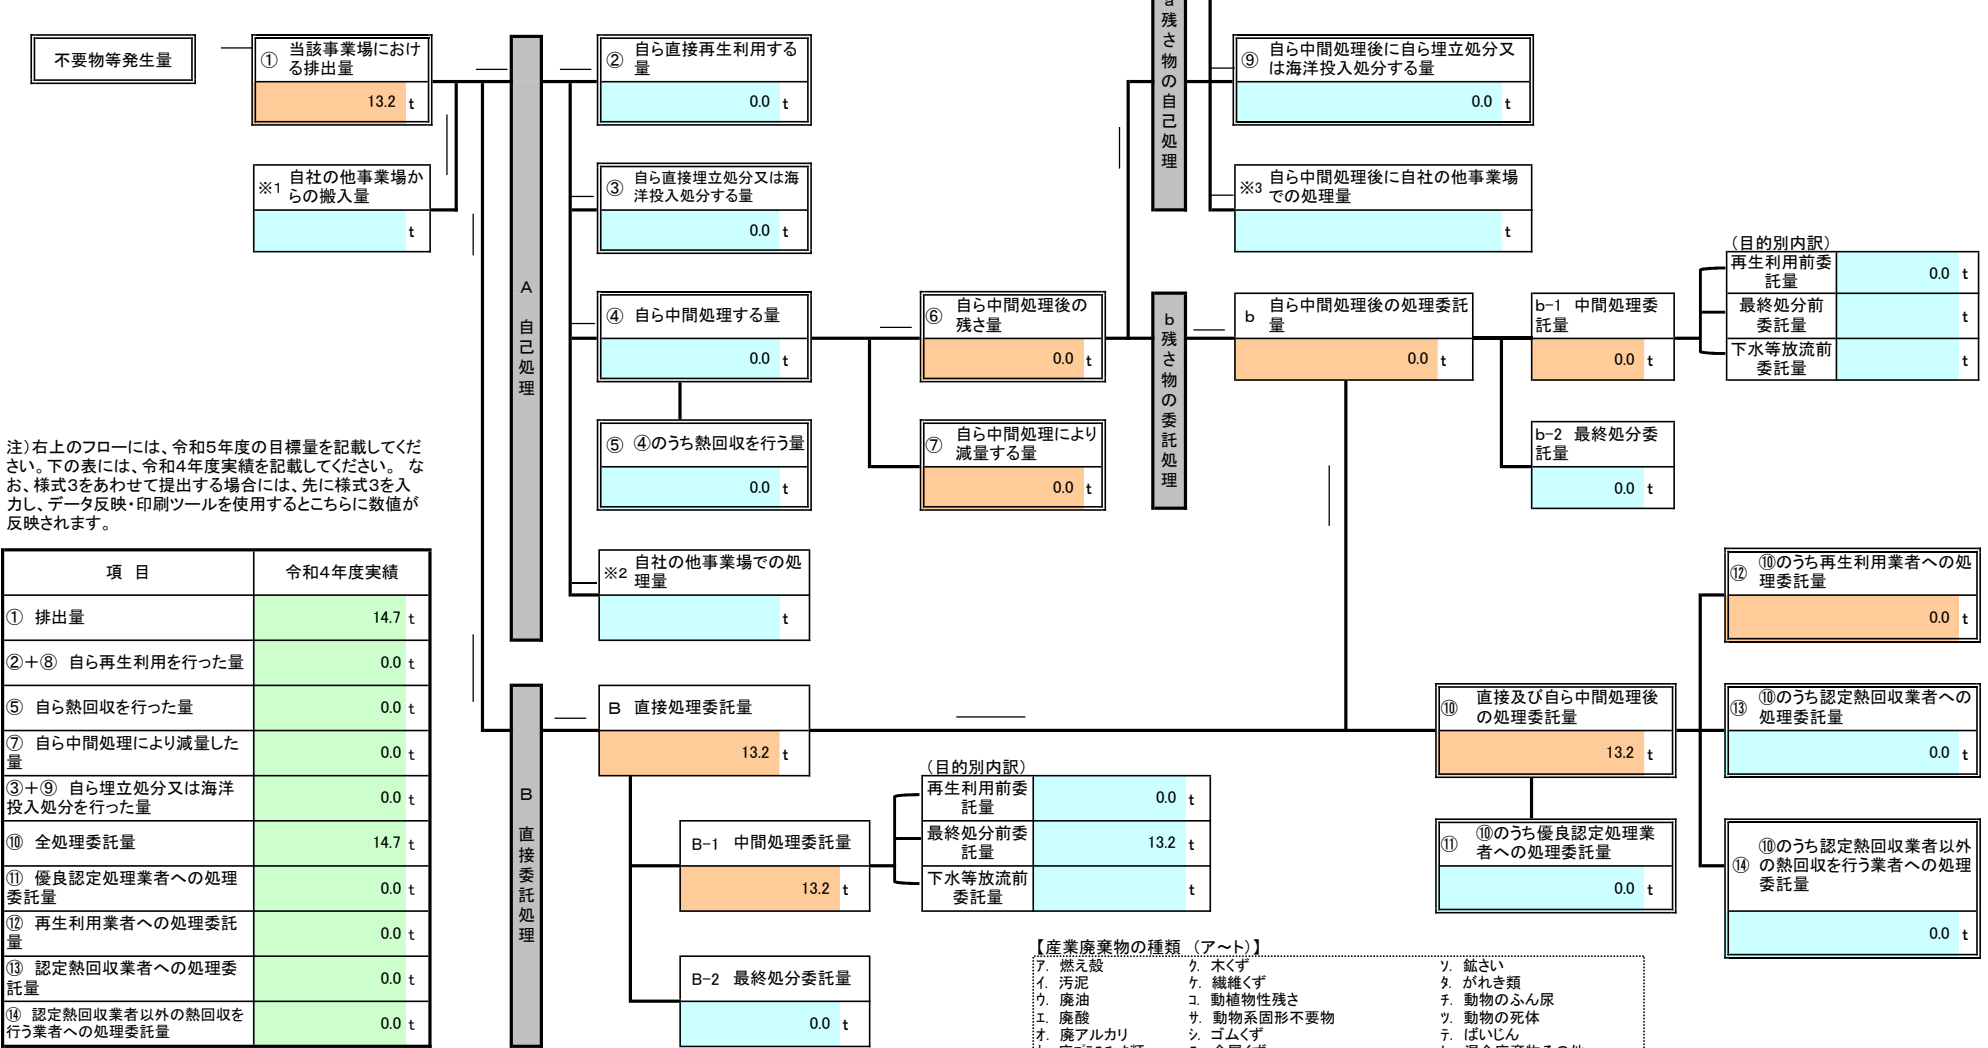 不要物等発生量
① 当該事業場におけ
る排出量
13.2 t
※1 自社の他事業場か
らの搬入量
t
A 自己処理
② 自ら直接再生利用する
量
0.0 t
③ 自ら直接埋立処分又は海
洋投入処分する量
0.0 t
④ 自ら中間処理する量
0.0 t
⑤ ④のうち熱回収を行う量
0.0 t
※2 自社の他事業場での処
理量
t
⑥ 自ら中間処理後の
残さ量
0.0 t
⑦ 自ら中間処理により
減量する量
0.0 t
残さ物の自己処理
⑨ 自ら中間処理後に自ら埋立処分又
は海洋投入処分する量
0.0 t
※3 自ら中間処理後に自社の他事業場
での処理量
t
b 残さ物の委託処理
b 自ら中間処理後の処理委託
量
0.0 t
b-1 中間処理委
託量
0.0 t
b-2 最終処分委
託量
0.0 t
(目的別内訳)
再生利用前委
託量
0.0 t
最終処分前
委託量
t
下水等放流前
委託量
t
注)右上のフローには、令和5年度の目標量を記載してくだ
さい。下の表には、令和4年度実績を記載してください。 な
お、様式3をあわせて提出する場合には、先に様式3を入
力し、データ反映・印刷ツールを使用するとこちらに数値が
反映されます。
項 目 令和4年度実績
① 排出量 14.7 t
②+⑧ 自ら再生利用を行った量 0.0 t
⑤ 自ら熱回収を行った量 0.0 t
⑦ 自ら中間処理により減量した
量 0.0 t
③+⑨ 自ら埋立処分又は海洋
投入処分を行った量 0.0 t
⑩ 全処理委託量 14.7 t
⑪ 優良認定処理業者への処理
委託量 0.0 t
⑫ 再生利用業者への処理委託
量 0.0 t
⑬ 認定熱回収業者への処理委
託量 0.0 t
⑭ 認定熱回収業者以外の熱回収を
行う業者への処理委託量 0.0 t
B 直接委託処理
B 直接処理委託量
13.2 t
B-1 中間処理委託量
13.2 t
B-2 最終処分委託量
0.0 t
(目的別内訳)
再生利用前委
託量
0.0 t
最終処分前委
託量
13.2 t
下水等放流前
委託量
t
⑩ 直接及び自ら中間処理後
の処理委託量
13.2 t
⑪ ⑩のうち優良認定処理業
者への処理委託量
0.0 t
⑫ ⑩のうち再生利用業者への処
理委託量
0.0 t
⑬ ⑩のうち認定熱回収業者への
処理委託量
0.0 t
⑭ ⑩のうち認定熱回収業者以外
の熱回収を行う業者への処理
委託量
0.0 t
【産業廃棄物の種類 (ア〜ト)】
ア. 燃え殻 ク. 木くず ソ. 鉱さい
イ. 汚泥 ケ. 繊維くず タ. がれき類
ウ. 廃油 コ. 動植物性残さ チ. 動物のふん尿
エ. 廃酸 サ. 動物系固形不要物 ツ. 動物の死体
オ. 廃アルカリ シ. ゴムくず テ. ばいじん